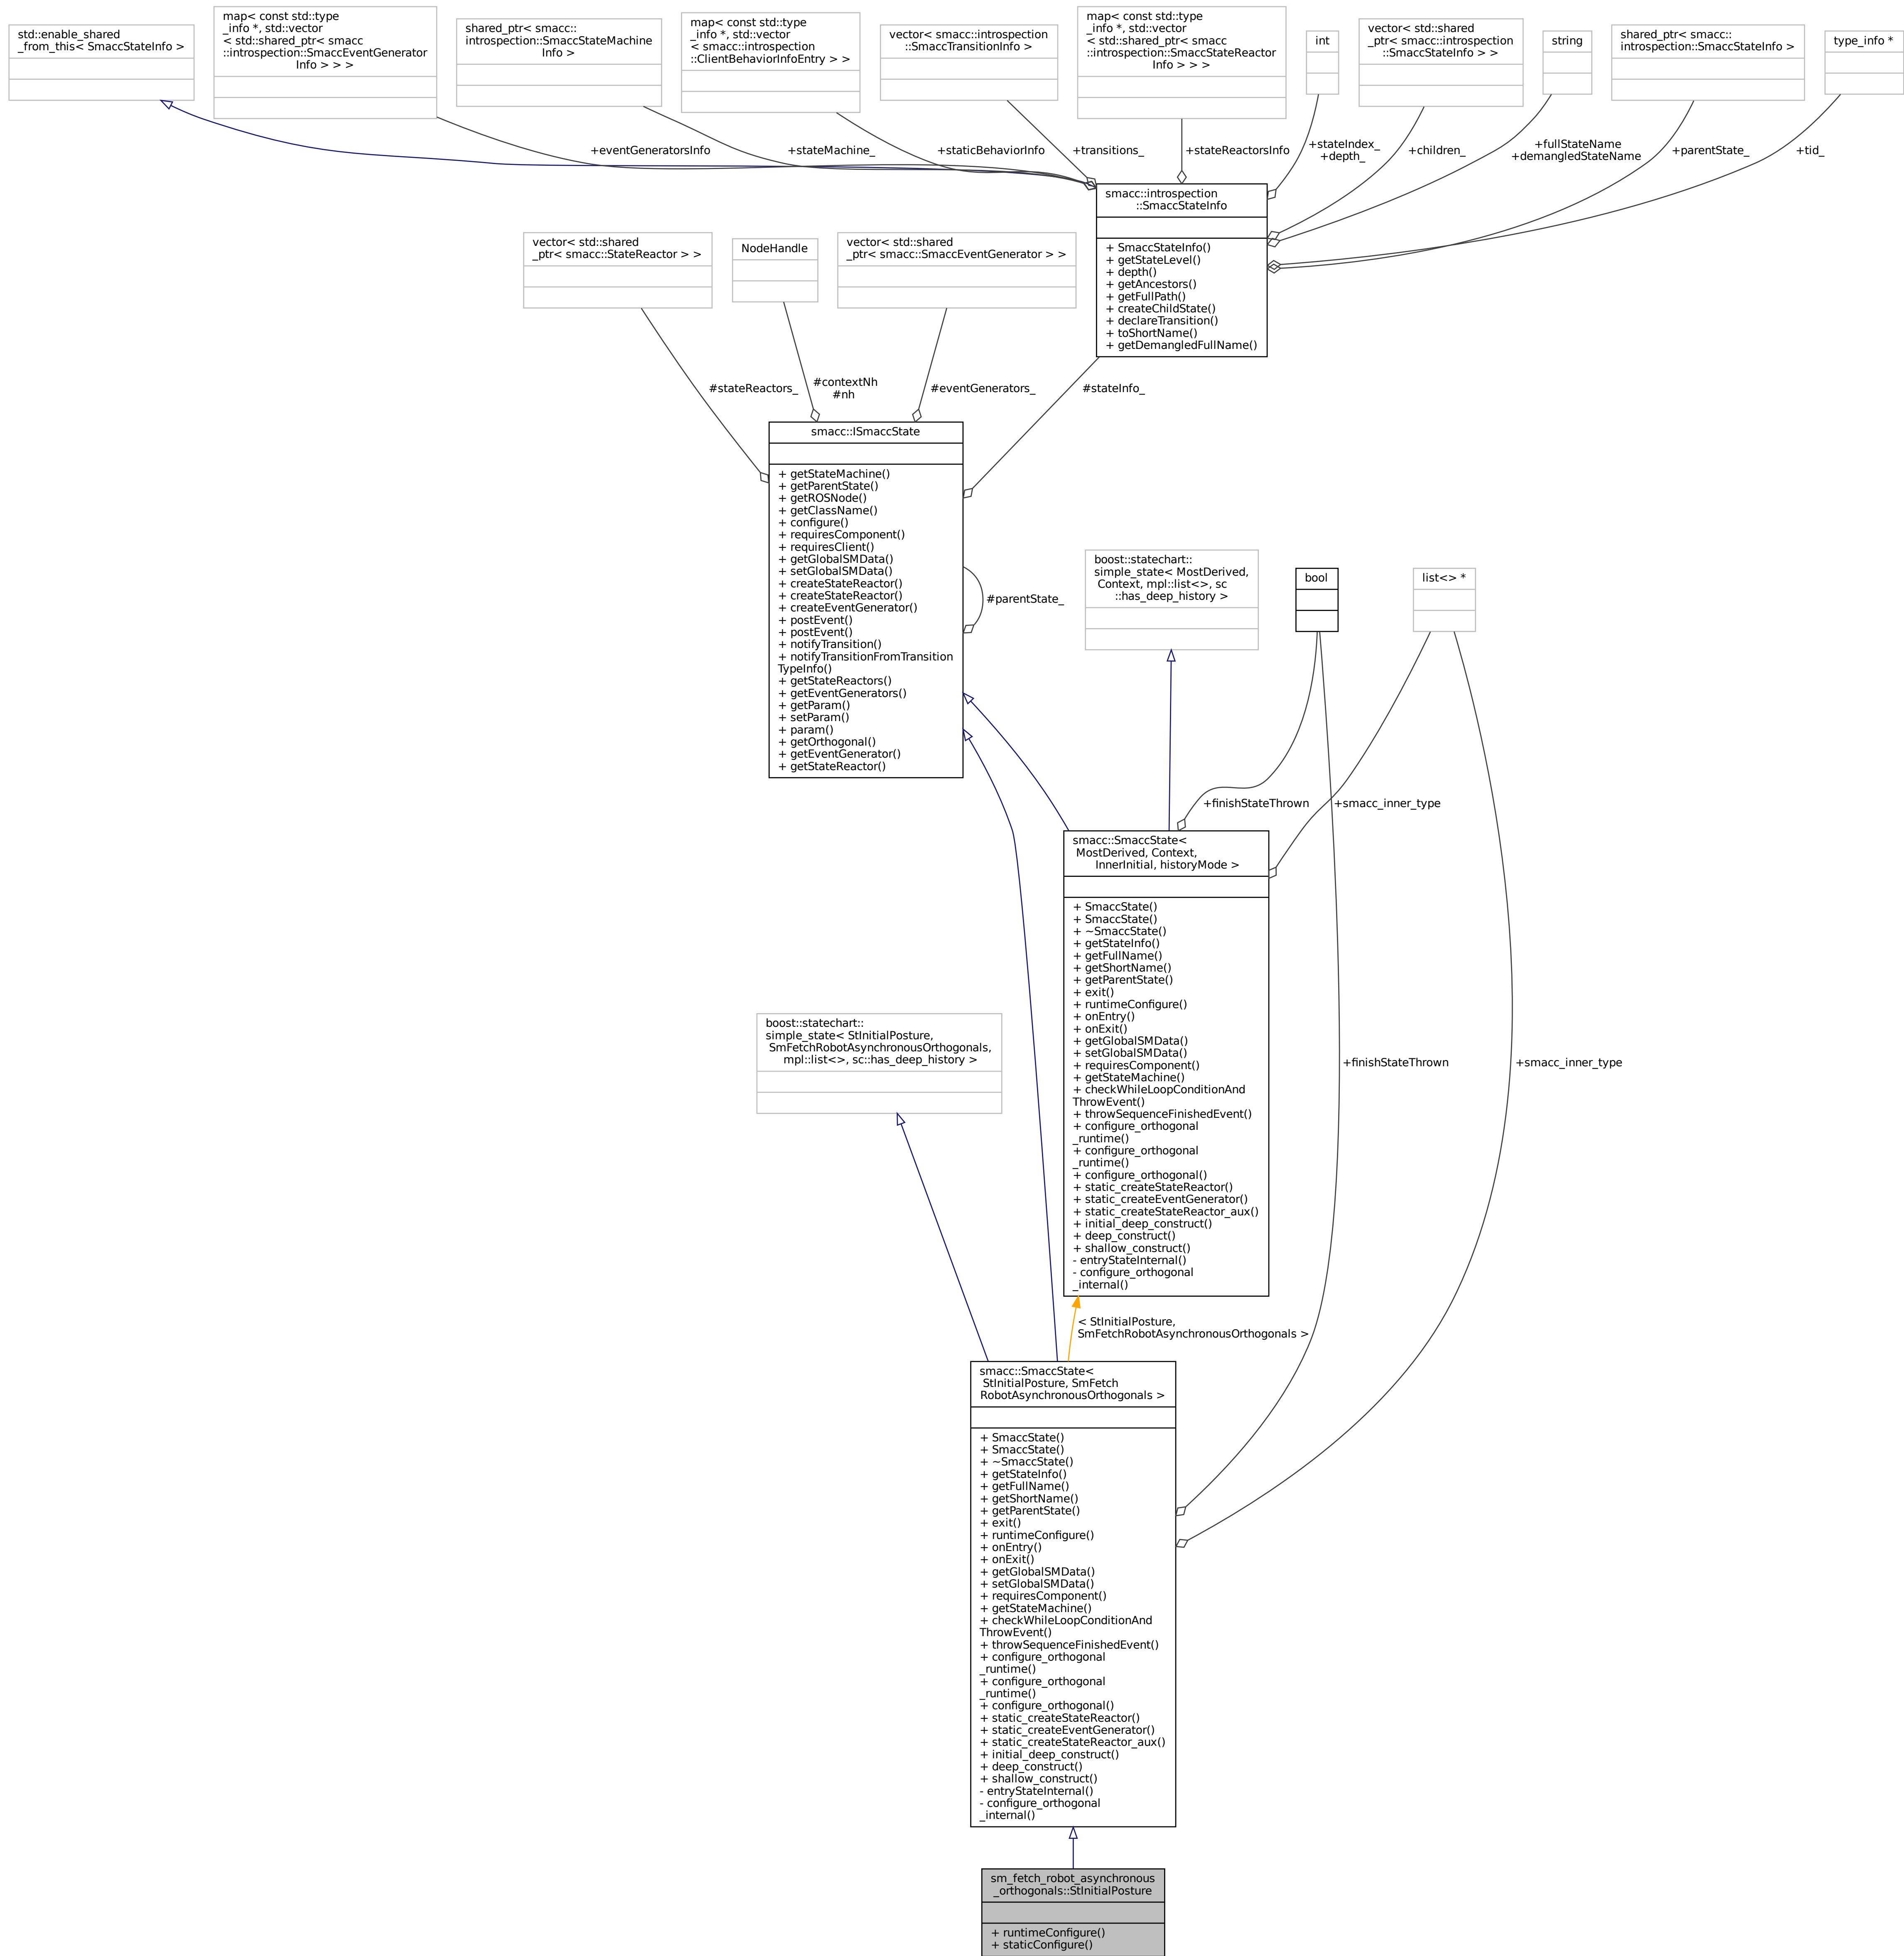 std::enable_shared
_from_this< SmaccStateInfo >
map< const std::type
_info *, std::vector
< std::shared_ptr< smacc
::introspection::SmaccEventGenerator
Info > > >
shared_ptr< smacc::
introspection::SmaccStateMachine
Info >
map< const std::type
_info *, std::vector
< smacc::introspection
::ClientBehaviorInfoEntry > >
vector< smacc::introspection
::SmaccTransitionInfo >
map< const std::type
_info *, std::vector
< std::shared_ptr< smacc
::introspection::SmaccStateReactor
Info > > >
int
vector< std::shared
_ptr< smacc::introspection
::SmaccStateInfo > >
string
shared_ptr< smacc::
introspection::SmaccStateInfo >
type_info *
+eventGeneratorsInfo
+stateMachine_
+staticBehaviorInfo
+transitions_
+stateReactorsInfo
+stateIndex_
+depth_
+children_
+fullStateName
+demangledStateName
+parentState_
+tid_
smacc::introspection
::SmaccStateInfo
+ SmaccStateInfo()
+ getStateLevel()
+ depth()
+ getAncestors()
+ getFullPath()
+ createChildState()
+ declareTransition()
+ toShortName()
+ getDemangledFullName()
vector< std::shared
_ptr< smacc::StateReactor > >
NodeHandle
vector< std::shared
_ptr< smacc::SmaccEventGenerator > >
#stateReactors_
#contextNh
#nh
#eventGenerators_
#stateInfo_
smacc::ISmaccState
+ getStateMachine()
+ getParentState()
+ getROSNode()
+ getClassName()
+ configure()
+ requiresComponent()
+ requiresClient()
+ getGlobalSMData()
+ setGlobalSMData()
+ createStateReactor()
+ createStateReactor()
+ createEventGenerator()
+ postEvent()
+ postEvent()
+ notifyTransition()
+ notifyTransitionFromTransition
TypeInfo()
+ getStateReactors()
+ getEventGenerators()
+ getParam()
+ setParam()
+ param()
+ getOrthogonal()
+ getEventGenerator()
+ getStateReactor()
#parentState_
boost::statechart::
simple_state< MostDerived,
Context, mpl::list<>, sc
::has_deep_history >
bool
list<> *
+finishStateThrown
+smacc_inner_type
smacc::SmaccState<
MostDerived, Context,
InnerInitial, historyMode >
+ SmaccState()
+ SmaccState()
+ ~SmaccState()
+ getStateInfo()
+ getFullName()
+ getShortName()
+ getParentState()
+ exit()
+ runtimeConfigure()
+ onEntry()
+ onExit()
+ getGlobalSMData()
+ setGlobalSMData()
+ requiresComponent()
+ getStateMachine()
+ checkWhileLoopConditionAnd
ThrowEvent()
+ throwSequenceFinishedEvent()
+ configure_orthogonal
_runtime()
+ configure_orthogonal
_runtime()
+ configure_orthogonal()
+ static_createStateReactor()
+ static_createEventGenerator()
+ static_createStateReactor_aux()
+ initial_deep_construct()
+ deep_construct()
+ shallow_construct()
- entryStateInternal()
- configure_orthogonal
_internal()
boost::statechart::
simple_state< StInitialPosture,
SmFetchRobotAsynchronousOrthogonals,
mpl::list<>, sc::has_deep_history >
+finishStateThrown
+smacc_inner_type
< StInitialPosture,
SmFetchRobotAsynchronousOrthogonals >
smacc::SmaccState<
StInitialPosture, SmFetch
RobotAsynchronousOrthogonals >
+ SmaccState()
+ SmaccState()
+ ~SmaccState()
+ getStateInfo()
+ getFullName()
+ getShortName()
+ getParentState()
+ exit()
+ runtimeConfigure()
+ onEntry()
+ onExit()
+ getGlobalSMData()
+ setGlobalSMData()
+ requiresComponent()
+ getStateMachine()
+ checkWhileLoopConditionAnd
ThrowEvent()
+ throwSequenceFinishedEvent()
+ configure_orthogonal
_runtime()
+ configure_orthogonal
_runtime()
+ configure_orthogonal()
+ static_createStateReactor()
+ static_createEventGenerator()
+ static_createStateReactor_aux()
+ initial_deep_construct()
+ deep_construct()
+ shallow_construct()
- entryStateInternal()
- configure_orthogonal
_internal()
sm_fetch_robot_asynchronous
_orthogonals::StInitialPosture
+ runtimeConfigure()
+ staticConfigure()